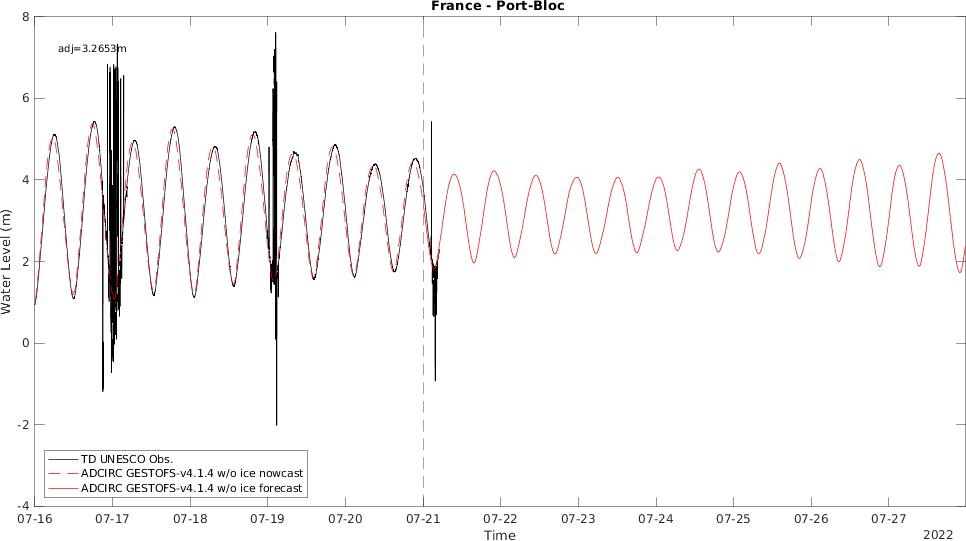 France - Port-Bloc
8
6
4
2
0
-2
-4
Water Level (m)
adj=3.2653m
TD UNESCO Obs.
ADCIRC GESTOFS-v4.1.4 w/o ice nowcast
ADCIRC GESTOFS-v4.1.4 w/o ice forecast
07-16 07-17 07-18 07-19 07-20 07-21 07-22 07-23 07-24 07-25 07-26 07-27
Time
2022